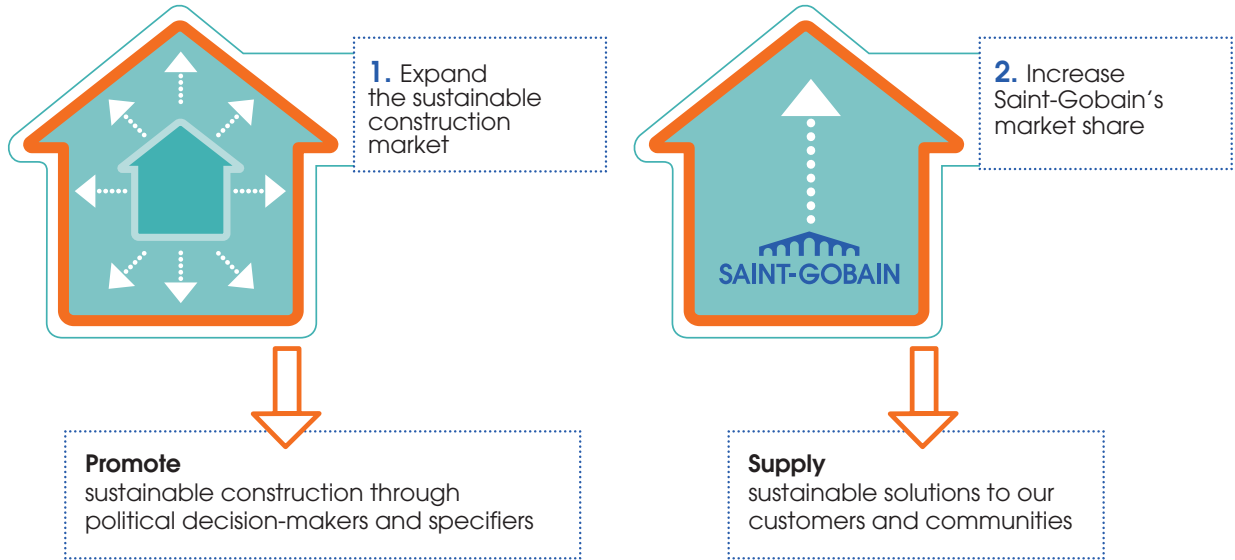 1. Expand
the sustainable
construction
market
2. Increase
Saint-Gobain's
market share
SAINT-GOBAIN
Promote
sustainable construction through
political decision-makers and specifiers
Supply
sustainable solutions to our
customers and communities